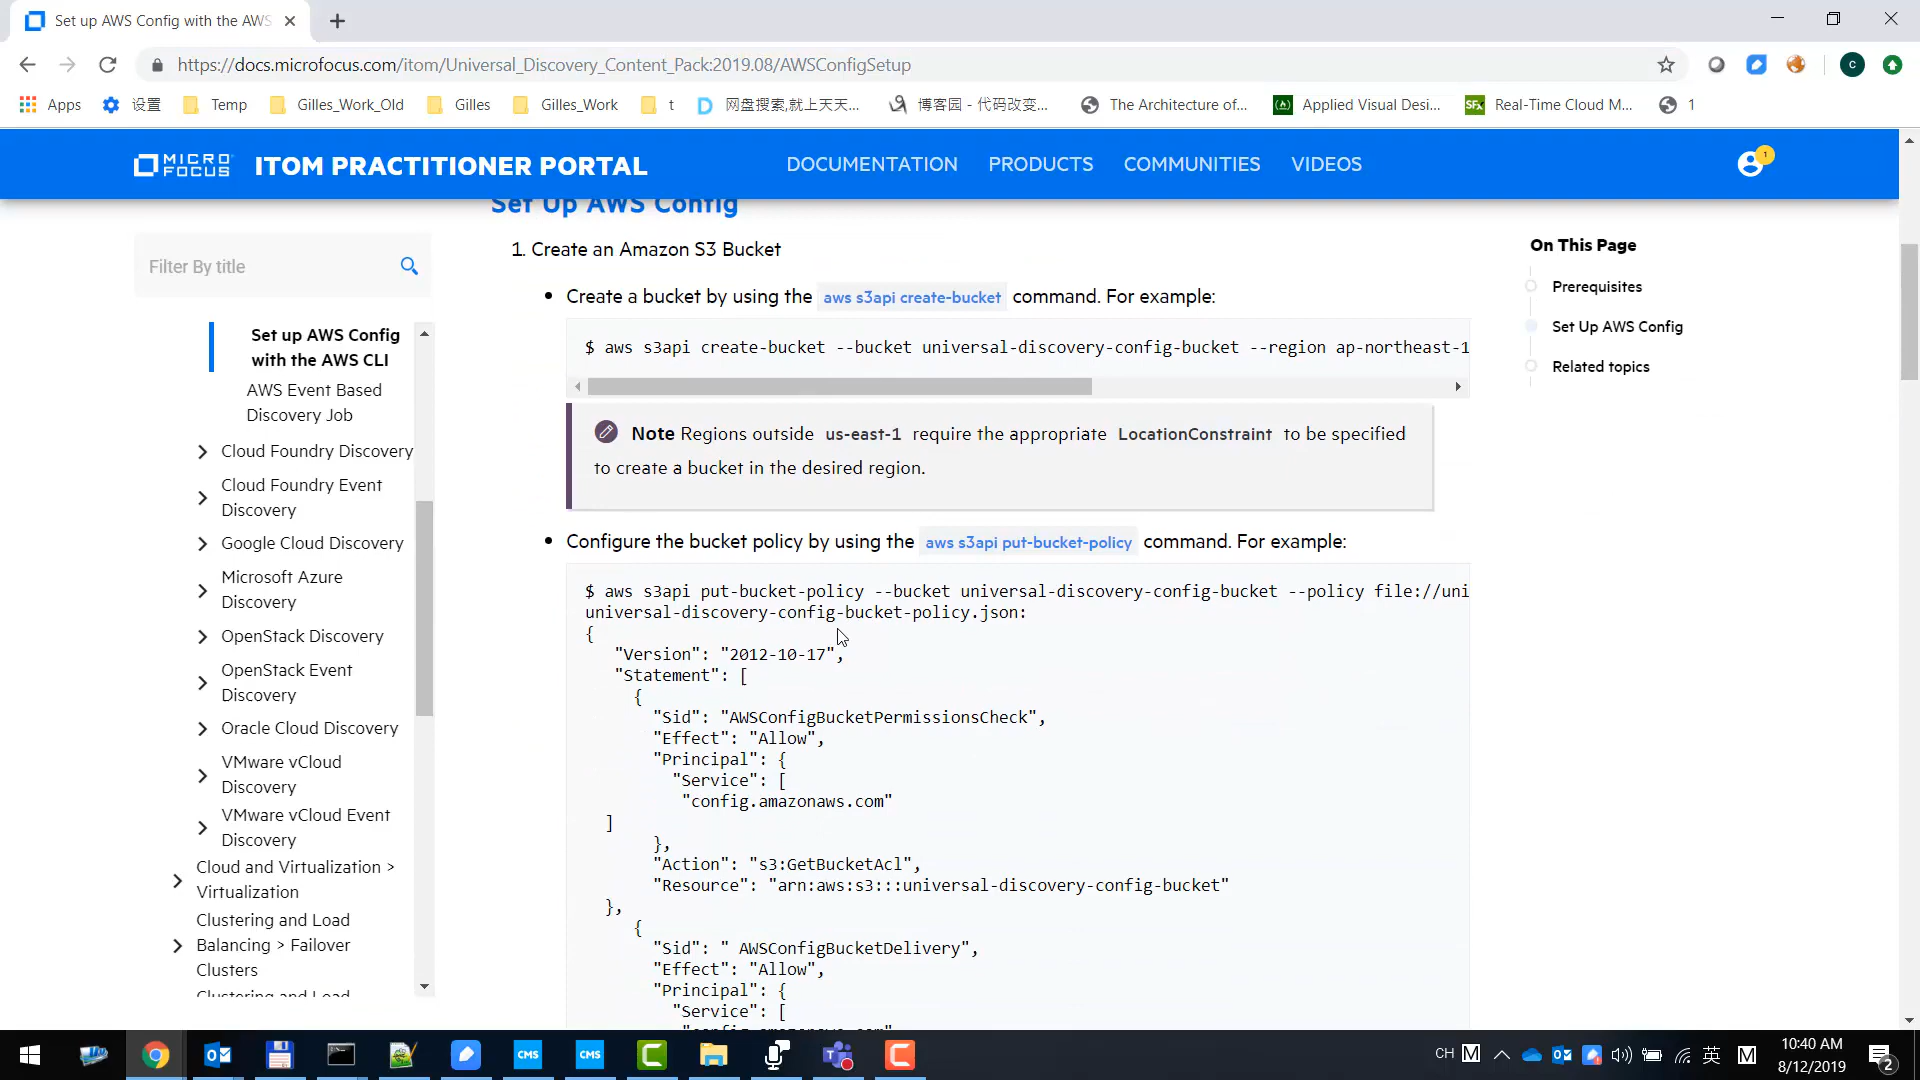 Set up AWS Config with the AWS
https://docs.microfocus.com/itom/Universal_Discovery_Content_Pack:2019.08/AWSConfigSetup
C
Apps 设置 Temp Gilles_Work_Old Gilles Gilles_Work t 网盘搜索,就上天天... 博客园 - 代码改变... The Architecture of... Applied Visual Desi... SFX Real-Time Cloud M... 1
MICRO FOCUS ITOM PRACTITIONER PORTAL DOCUMENTATION PRODUCTS COMMUNITIES VIDEOS 1
Filter By title
Set up AWS Config
with the AWS CLI
AWS Event Based
Discovery Job
Cloud Foundry Discovery
Cloud Foundry Event
Discovery
Google Cloud Discovery
Microsoft Azure
Discovery
OpenStack Discovery
OpenStack Event
Discovery
Oracle Cloud Discovery
VMware vCloud
Discovery
VMware vCloud Event
Discovery
Cloud and Virtualization >
Virtualization
Clustering and Load
Balancing > Failover
Clusters
Clustering and Load
Set Up AWS Config
1. Create an Amazon S3 Bucket
Create a bucket by using the aws s3api create-bucket command. For example:
$ aws s3api create-bucket --bucket universal-discovery-config-bucket --region ap-northeast-1
Note Regions outside us-east-1 require the appropriate LocationConstraint to be specified
to create a bucket in the desired region.
Configure the bucket policy by using the aws s3api put-bucket-policy command. For example:
$ aws s3api put-bucket-policy --bucket universal-discovery-config-bucket --policy file://uni
universal-discovery-config-bucket-policy.json:
{
"Version": "2012-10-17",
"Statement": [
{
"Sid": "AWSConfigBucketPermissionsCheck",
"Effect": "Allow",
"Principal": {
"Service": [
"config.amazonaws.com"
]
},
"Action": "s3:GetBucketAcl",
"Resource": "arn:aws:s3:::universal-discovery-config-bucket"
},
{
"Sid": " AWSConfigBucketDelivery",
"Effect": "Allow",
"Principal": {
"Service": [
"config.amazonaws.com"
On This Page
Prerequisites
Set Up AWS Config
Related topics
CMS CMS
CH M 英 M
10:40 AM
8/12/2019
2